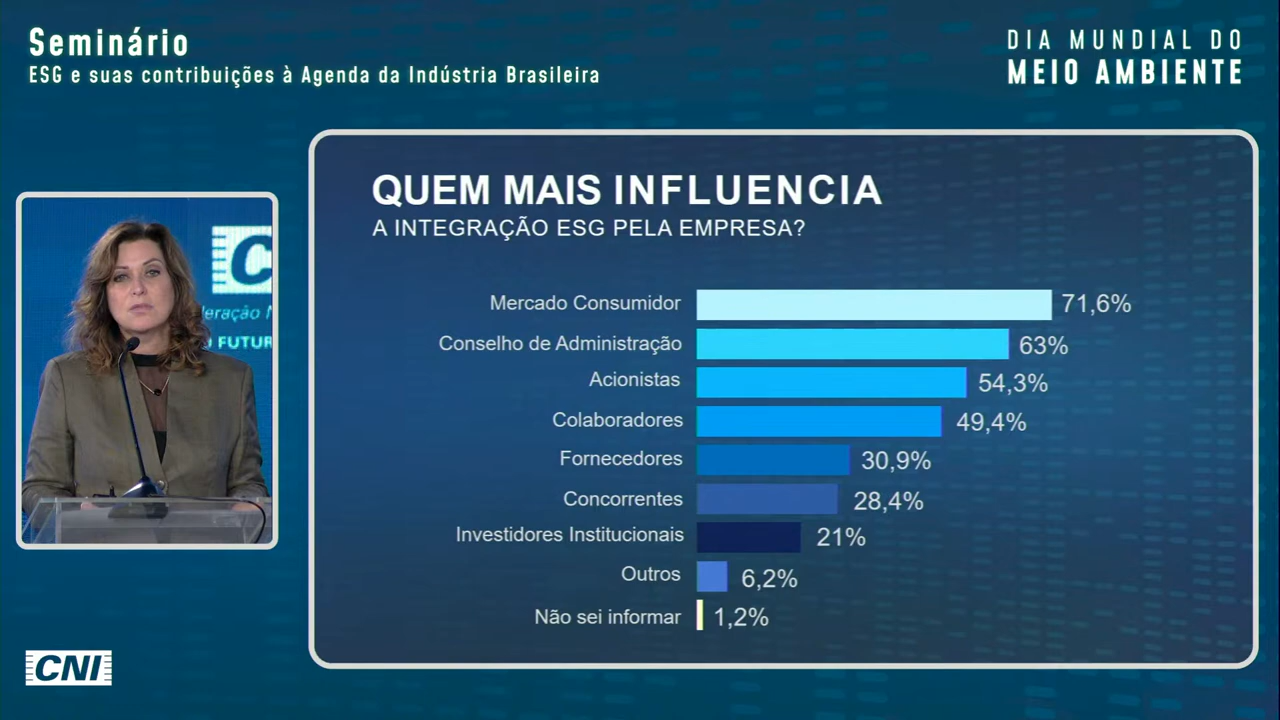 Seminário
ESG e suas contribuições à Agenda da Indústria Brasileira
DIA MUNDIAL DO
MEIO AMBIENTE
QUEM MAIS INFLUENCIA
A INTEGRAÇÃO ESG PELA EMPRESA?
Mercado Consumidor 71,6%
Conselho de Administração 63%
Acionistas 54,3%
Colaboradores 49,4%
Fornecedores 30,9%
Concorrentes 28,4%
Investidores Institucionais 21%
Outros 6,2%
Não sei informar 1,2%
CNI